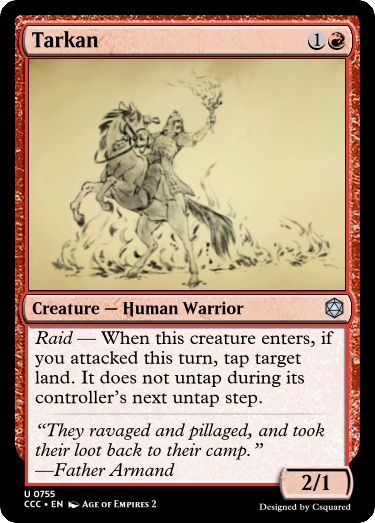 Tarkan 1
Creature — Human Warrior
Raid — When this creature enters, if
you attacked this turn, tap target
land. It does not untap during its
controller's next untap step.
“They ravaged and pillaged, and took
their loot back to their camp.”
—Father Armand
2/1
U 0755
CCC • EN Age of Empires 2
Designed by Csquared